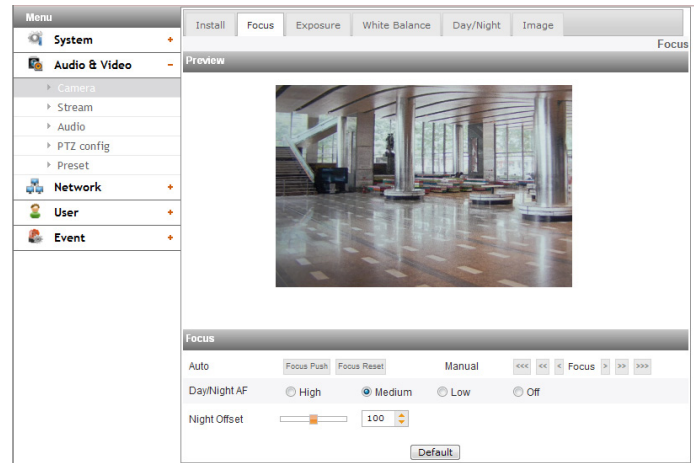 Menu
System
Audio & Video
Camera
Stream
Audio
PTZ config
Preset
Network
User
Event
Install Focus Exposure White Balance Day/Night Image
Focus
Preview
Focus
Auto Focus Push Focus Reset Manual <<< << < Focus > >> >>>
Day/Night AF High Medium Low Off
Night Offset 100
Default